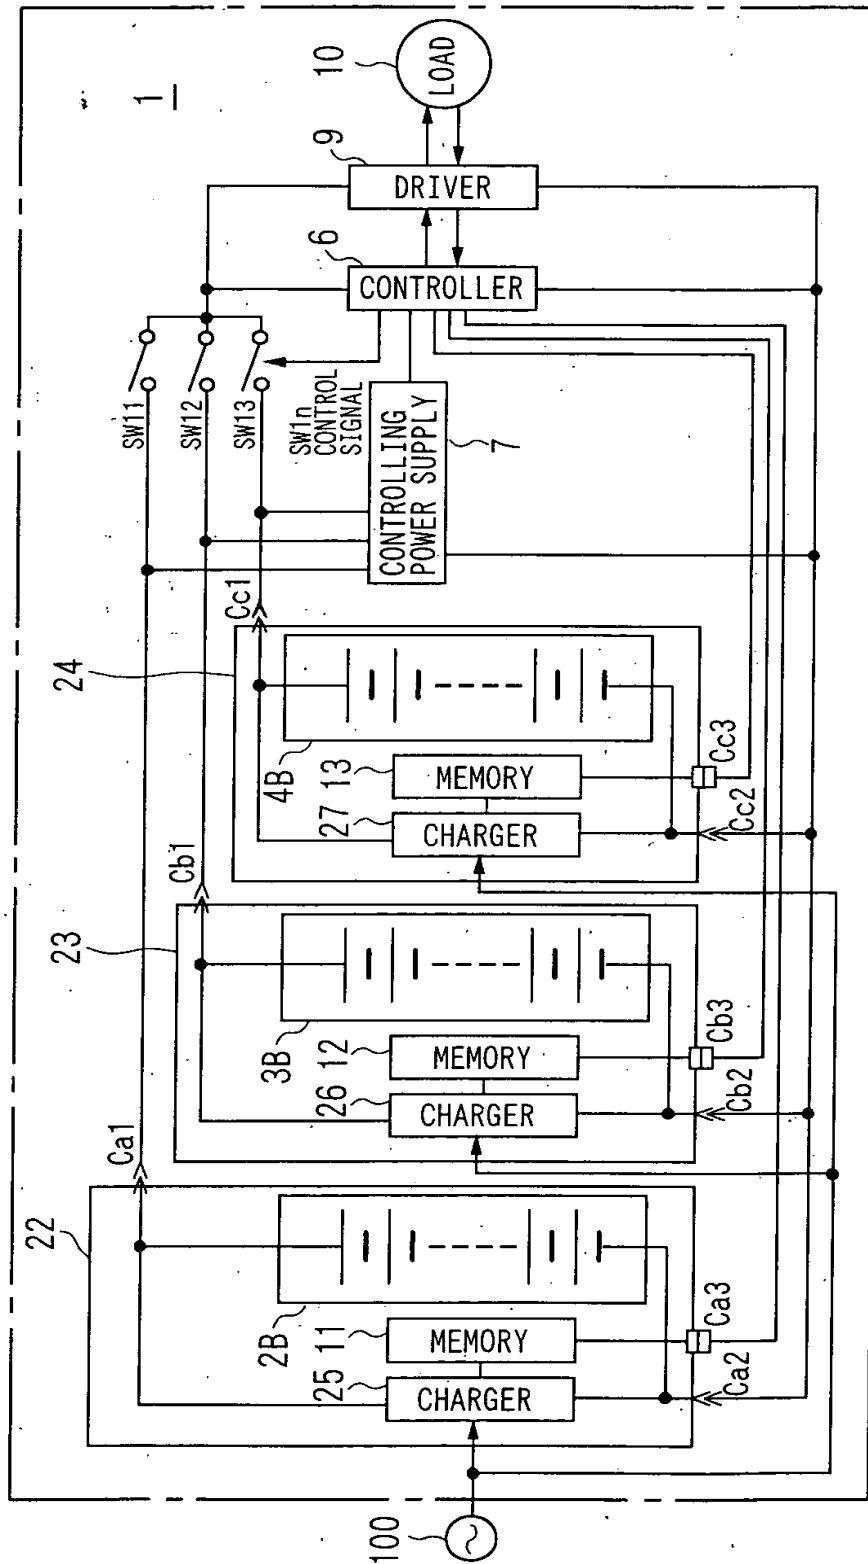 1
10
LOAD
9
DRIVER
6
CONTROLLER
SW11
SW12
SW13
SW1n
CONTROL
SIGNAL
CONTROLLING
POWER SUPPLY
7
Cc1
24
4B
13
MEMORY
27
CHARGER
Cc3
Cc2
Cb1
23
3B
12
MEMORY
26
CHARGER
Cb3
Cb2
Ca1
22
2B
11
MEMORY
25
CHARGER
Ca3
Ca2
100